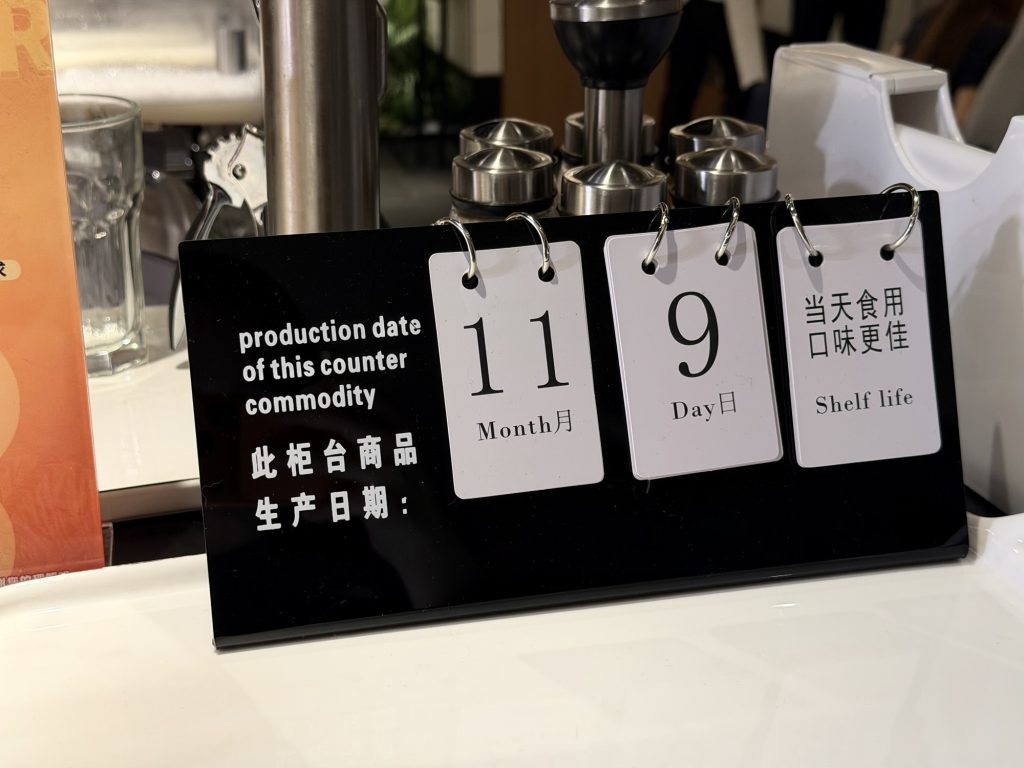 R
production date
of this counter
commodity
此柜台商品
生产日期：
11
Month月
9
Day日
当天食用
口味更佳
Shelf life